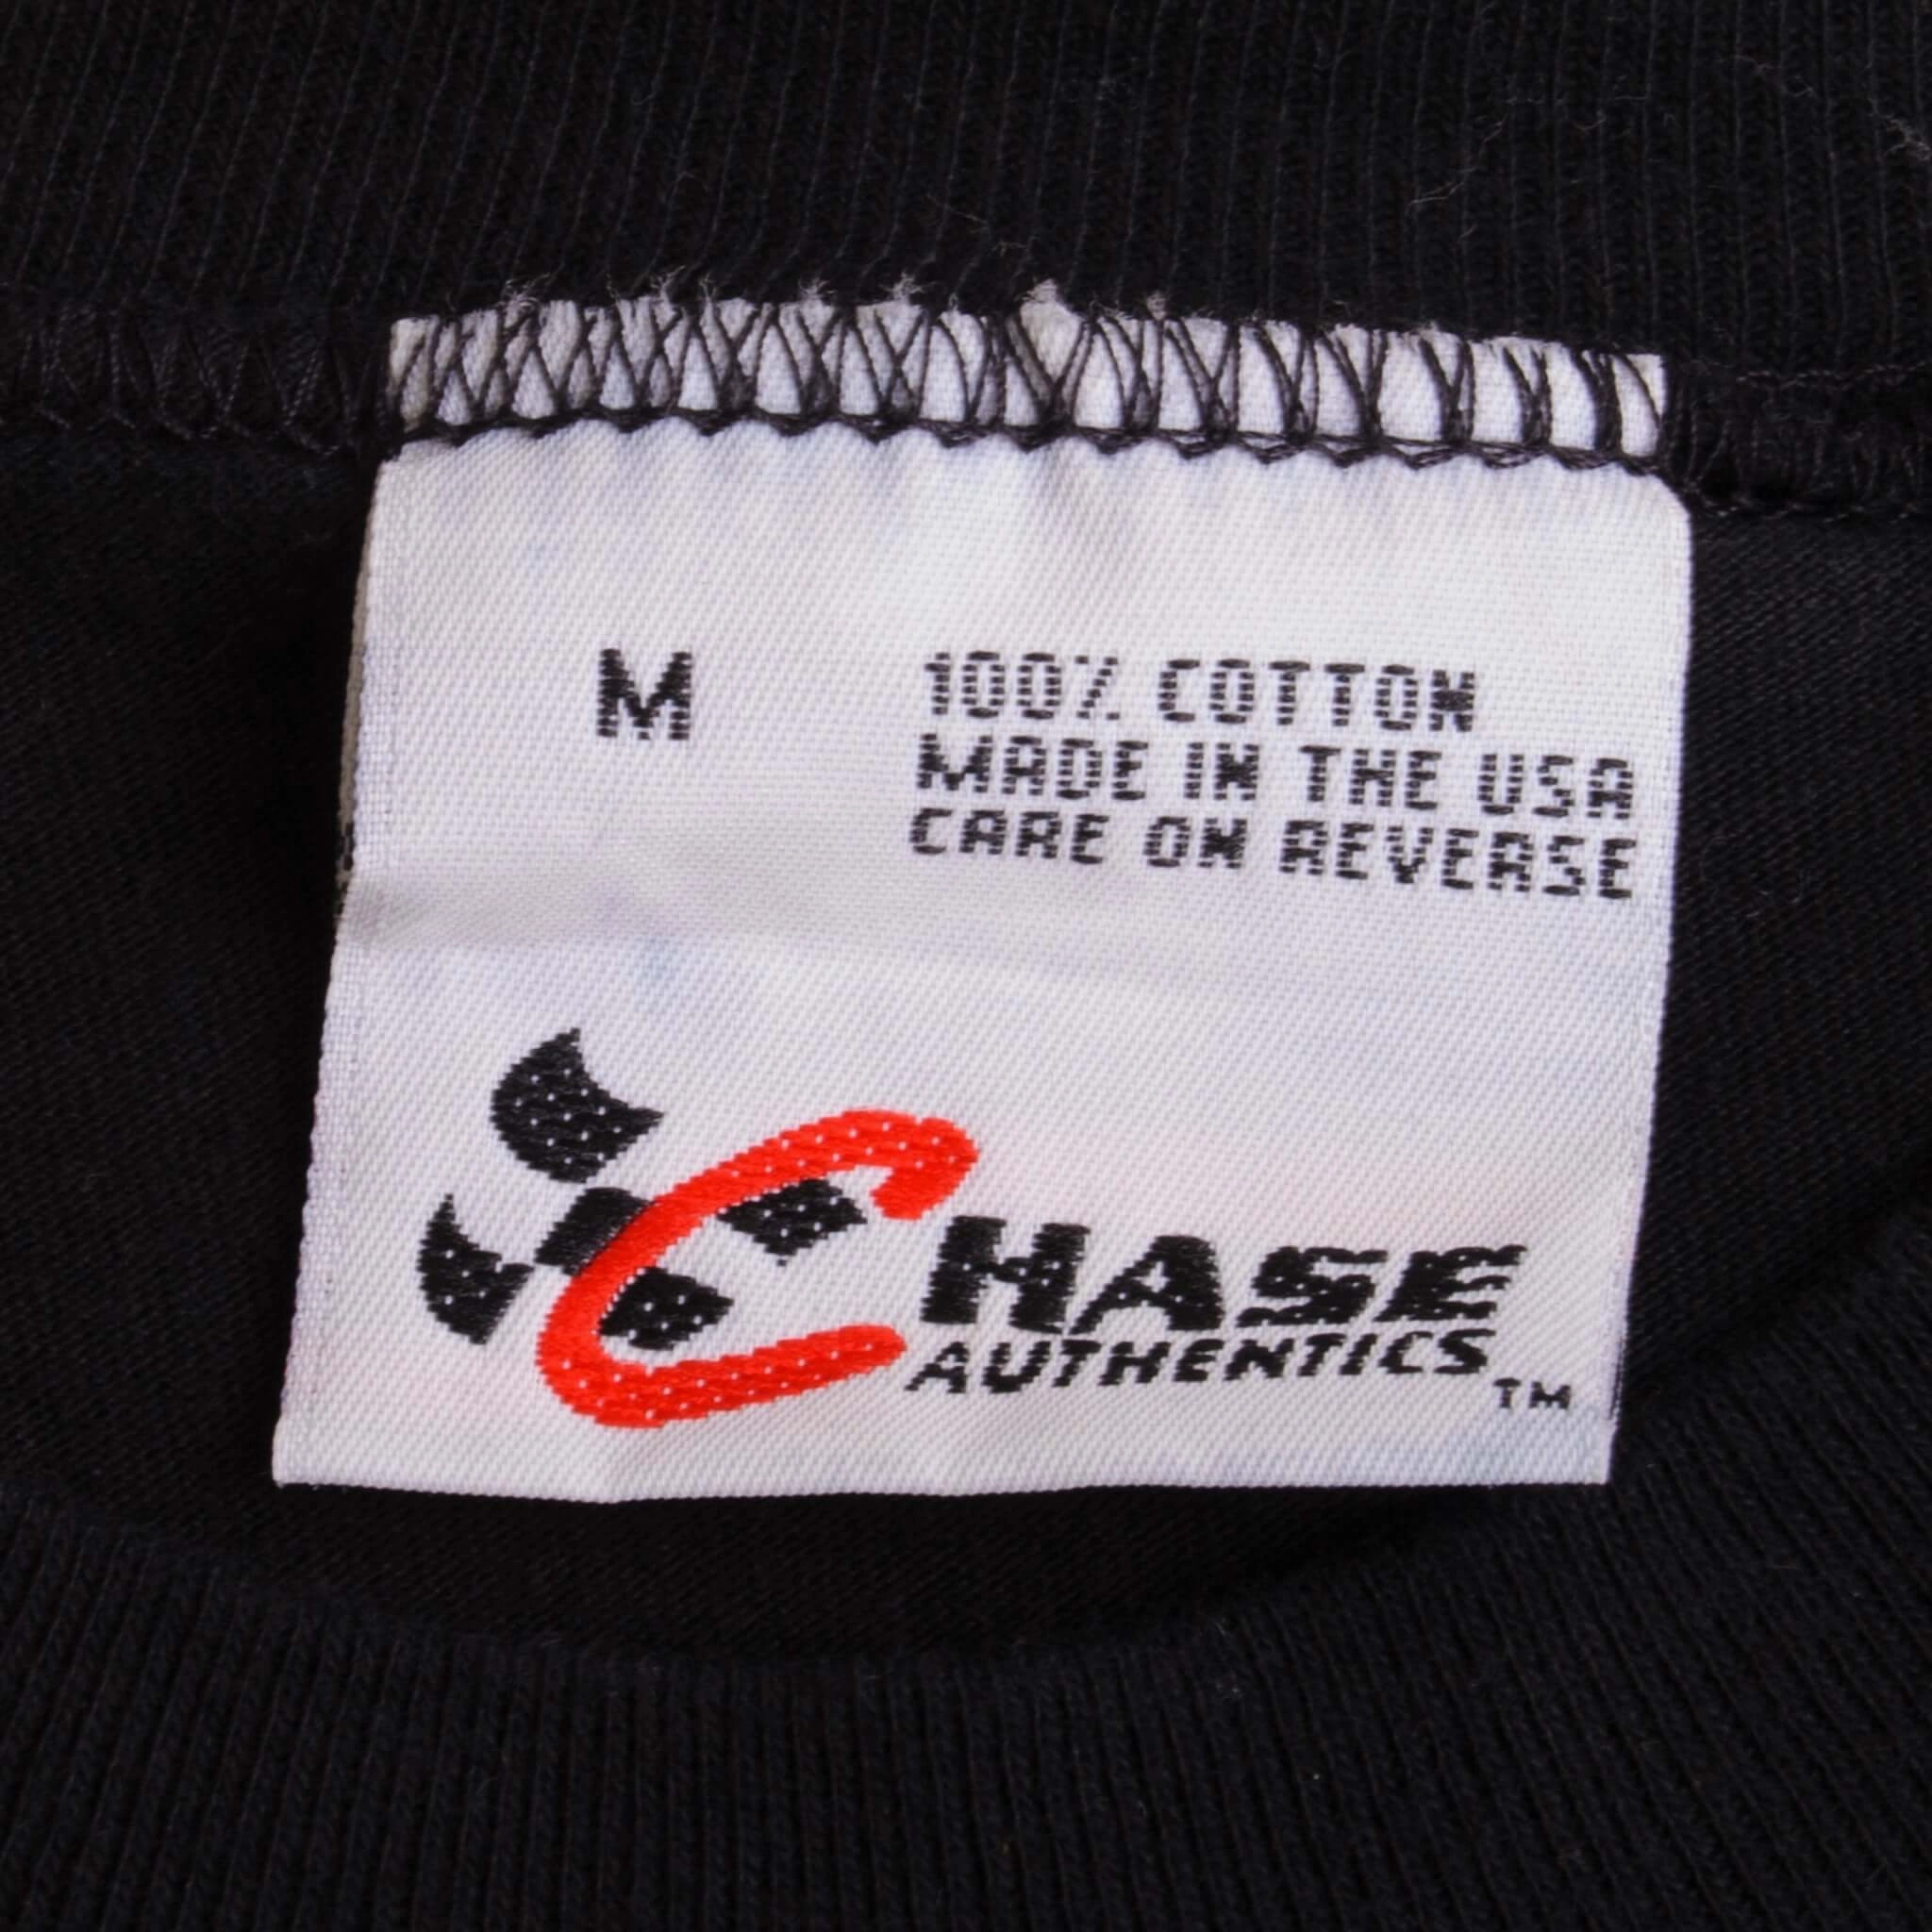 M
100% COTTON
MADE IN THE USA
CARE ON REVERSE
CHASE
AUTHENTICS
TM